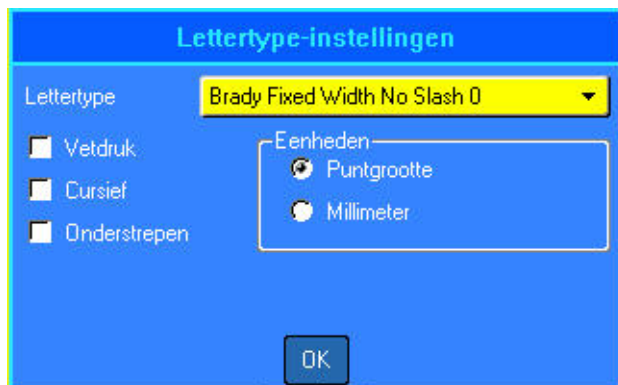 Lettertype-instellingen
Lettertype Brady Fixed Width No Slash 0
Vetdruk
Eenheden
Puntgrootte
Cursief
Millimeter
Onderstrepen
OK